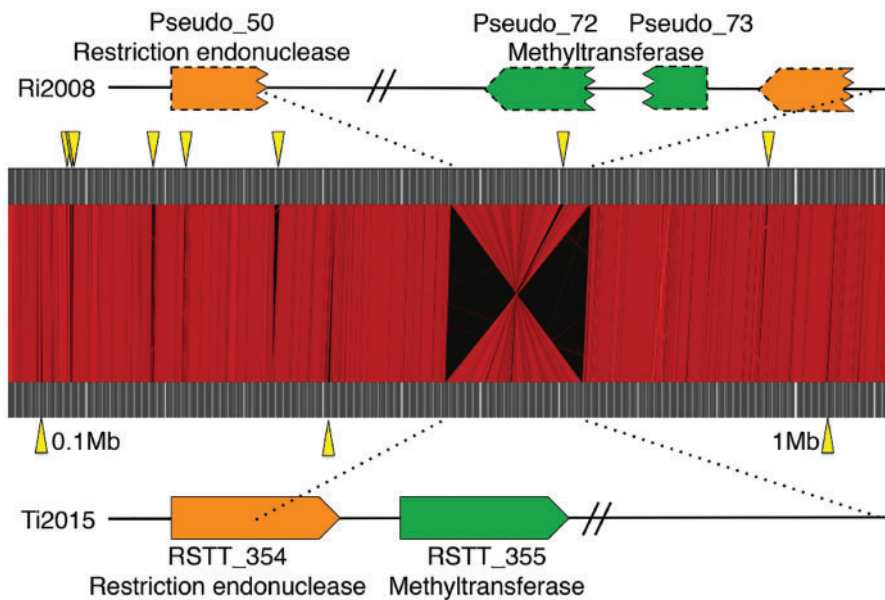 Pseudo_50
Restriction endonuclease
Pseudo_72 Pseudo_73
Methyltransferase
Ri2008
0.1Mb
1Mb
Ti2015
RSTT_354 RSTT_355
Restriction endonuclease Methyltransferase